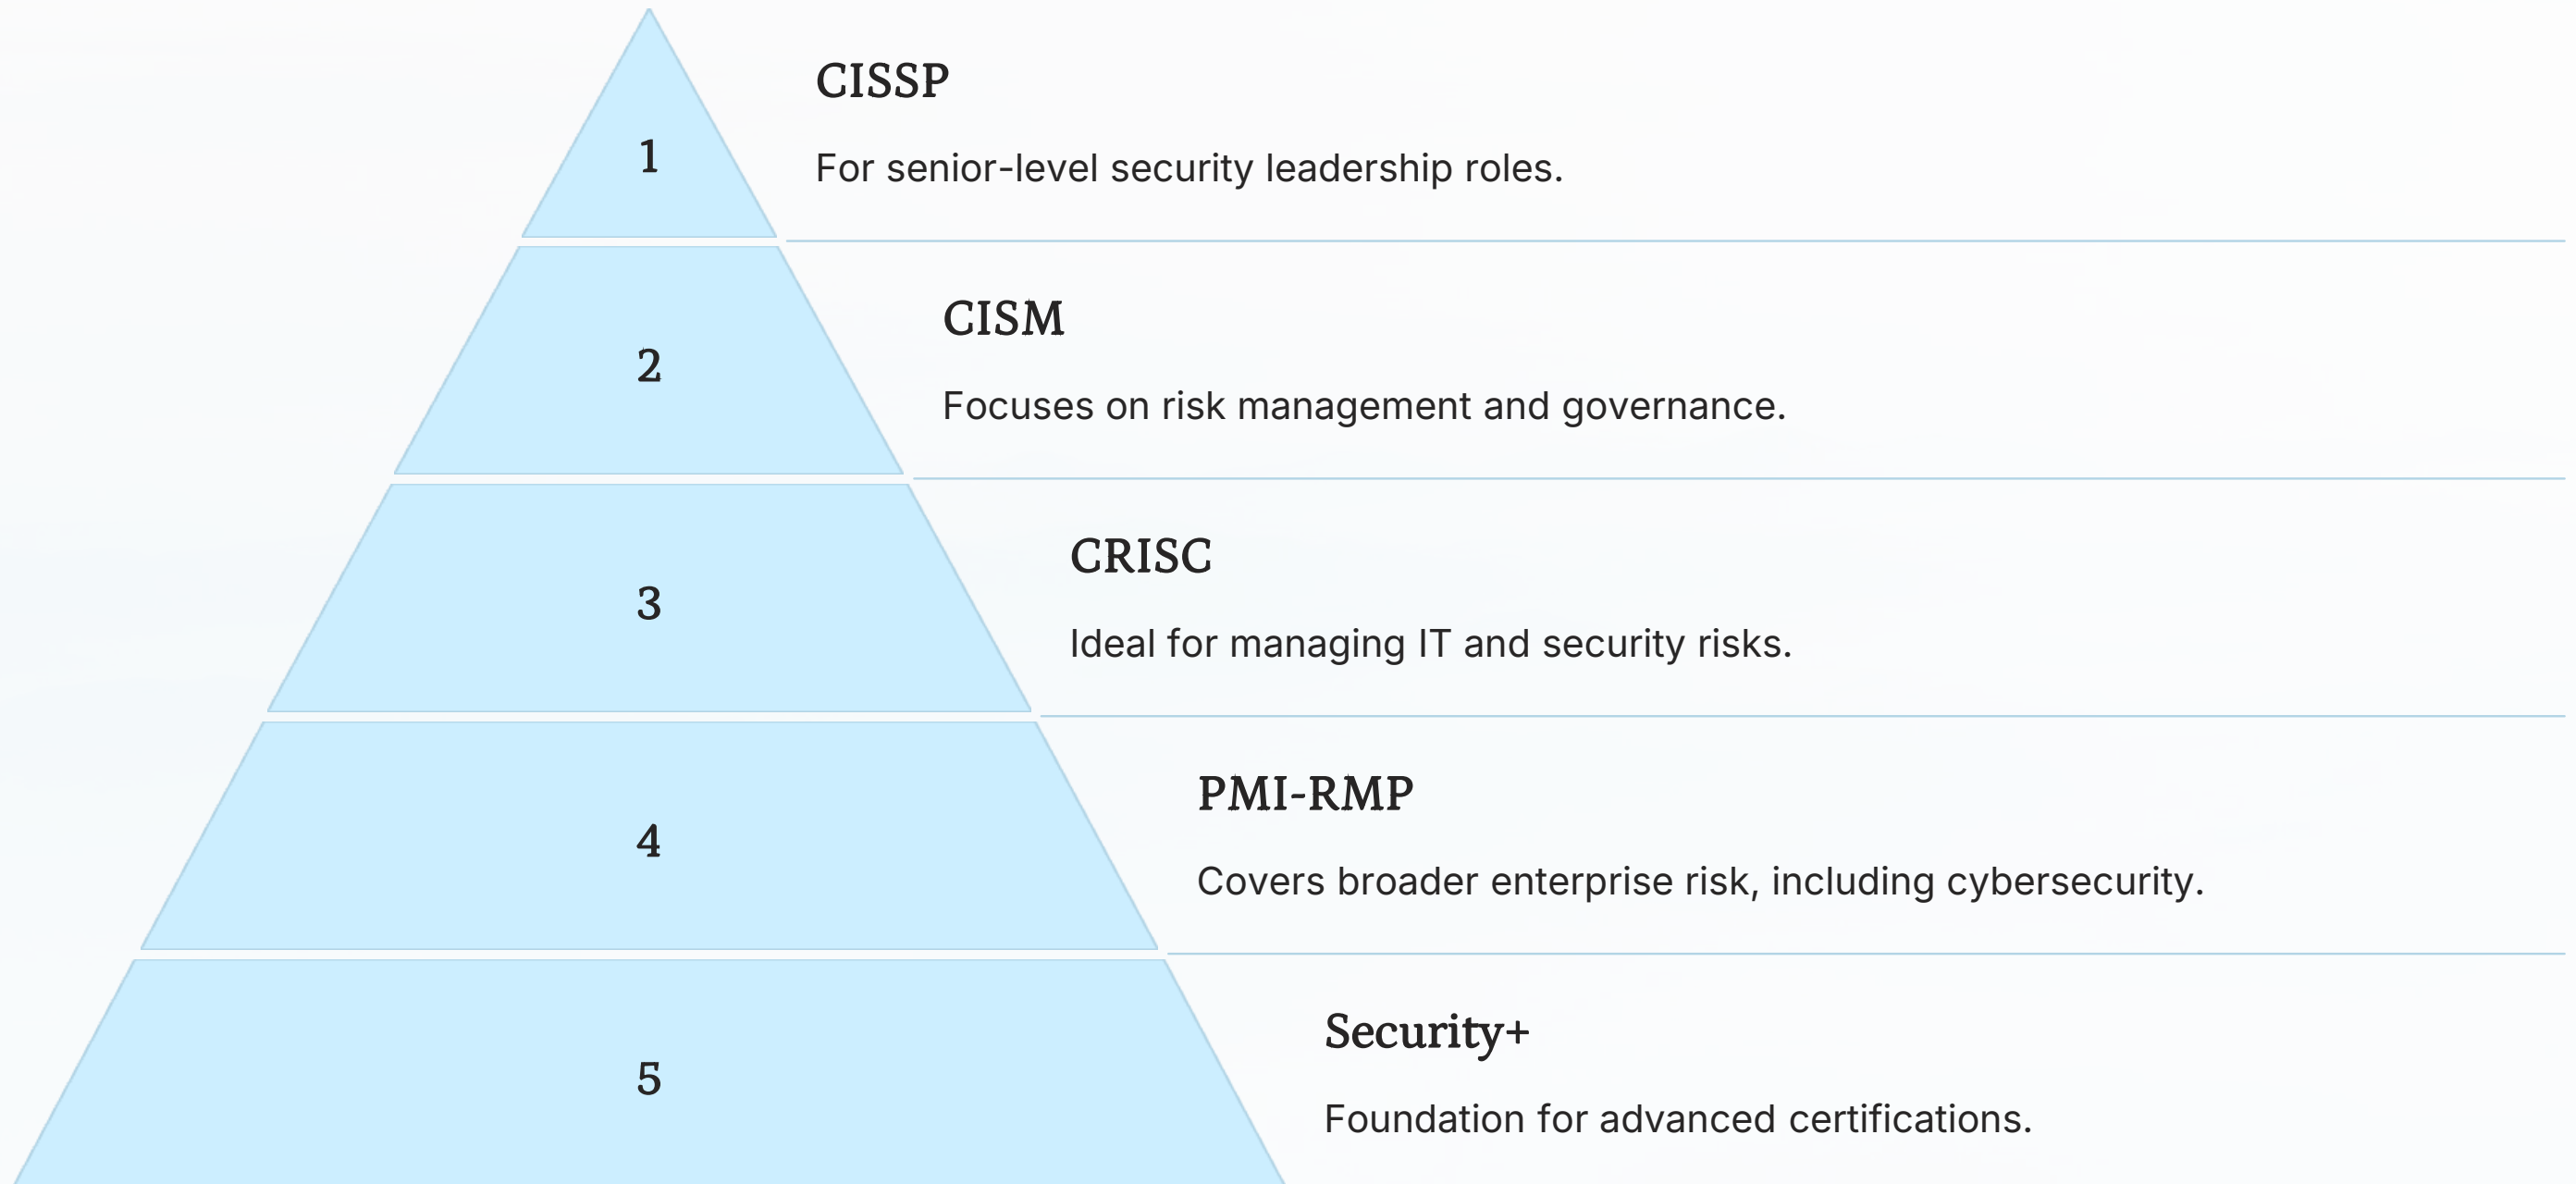 1
CISSP
For senior-level security leadership roles.
2
CISM
Focuses on risk management and governance.
3
CRISC
Ideal for managing IT and security risks.
4
PMI-RMP
Covers broader enterprise risk, including cybersecurity.
5
Security+
Foundation for advanced certifications.